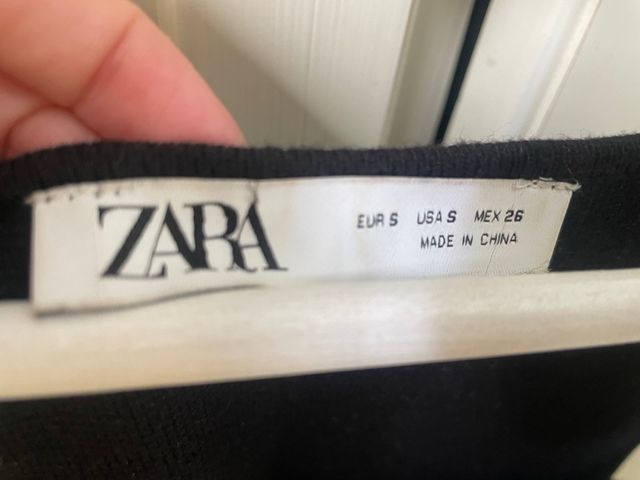 ZARA
EUR S USA S MEX 26
MADE IN CHINA